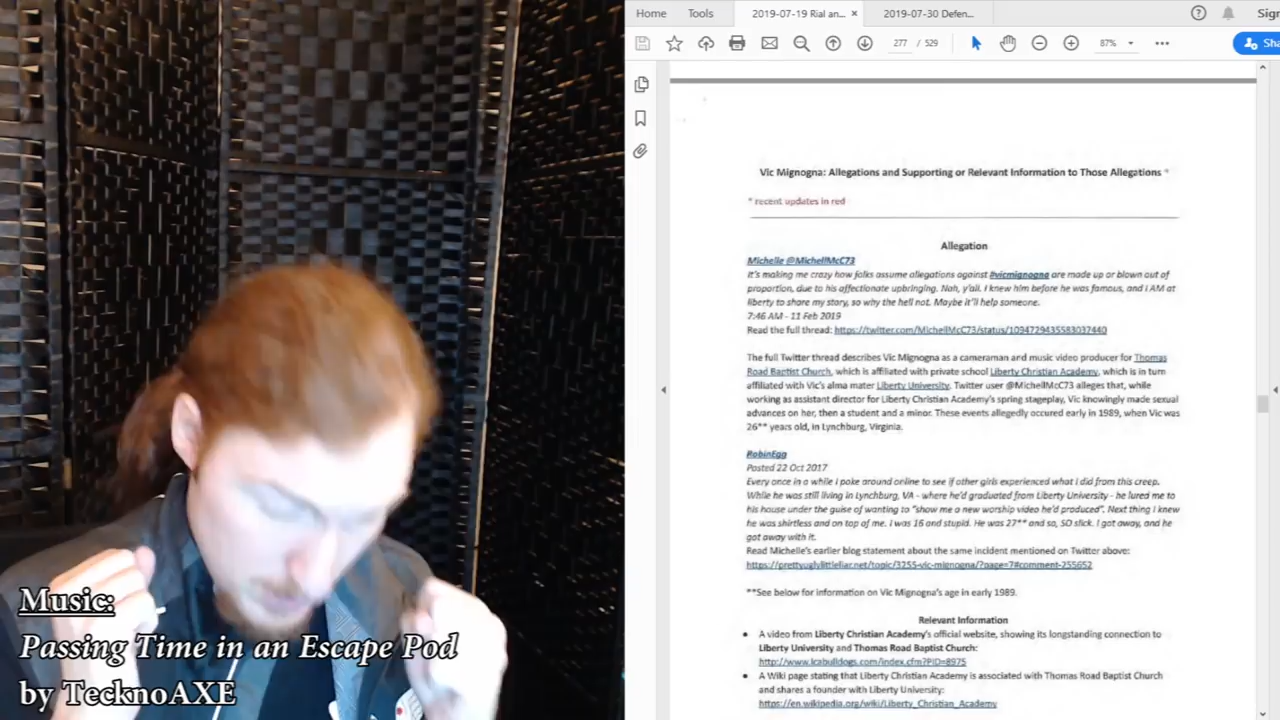 Home
Tools
2019-07-19 Rial an...
2019-07-30 Defen...
277 / 529
87%
Vic Mignogna: Allegations and Supporting or Relevant Information to Those Allegations *
* recent updates in red
Allegation
Michelle @MichellMcC73
It's making me crazy how folks assume allegations against #vicmignogna are made up or blown out of
proportion, due to his affectionate upbringing. Nah, y'all. I knew him before he was famous, and I AM at
liberty to share my story, so why the hell not. Maybe it'll help someone.
7:46 AM - 11 Feb 2019
Read the full thread: https://twitter.com/MichellMcC73/status/1094729435583037440
The full Twitter thread describes Vic Mignogna as a cameraman and music video producer for Thomas
Road Baptist Church, which is affiliated with private school Liberty Christian Academy, which is in turn
affiliated with Vic's alma mater Liberty University. Twitter user @MichellMcC73 alleges that, while
working as assistant director for Liberty Christian Academy's spring stageplay, Vic knowingly made sexual
advances on her, then a student and a minor. These events allegedly occured early in 1989, when Vic was
26** years old, in Lynchburg, Virginia.
RobinEgg
Posted 22 Oct 2017
Every once in a while I poke around online to see if other girls experienced what I did from this creep.
While he was still living in Lynchburg, VA - where he'd graduated from Liberty University - he lured me to
his house under the guise of wanting to "show me a new worship video he'd produced". Next thing I knew
he was shirtless and on top of me. I was 16 and stupid. He was 27** and so, SO slick. I got away, and he
got away with it.
Read Michelle's earlier blog statement about the same incident mentioned on Twitter above:
https://prettyuglylittleliar.net/topic/3255-vic-mignogna/?page=7#comment-255652
**See below for information on Vic Mignogna's age in early 1989.
Relevant Information
• A video from Liberty Christian Academy's official website, showing its longstanding connection to
Liberty University and Thomas Road Baptist Church:
http://www.lcabulldogs.com/index.cfm?PID=8975
• A Wiki page stating that Liberty Christian Academy is associated with Thomas Road Baptist Church
and shares a founder with Liberty University:
https://en.wikipedia.org/wiki/Liberty_Christian_Academy
Music:
Passing Time in an Escape Pod
by TecknoAXE